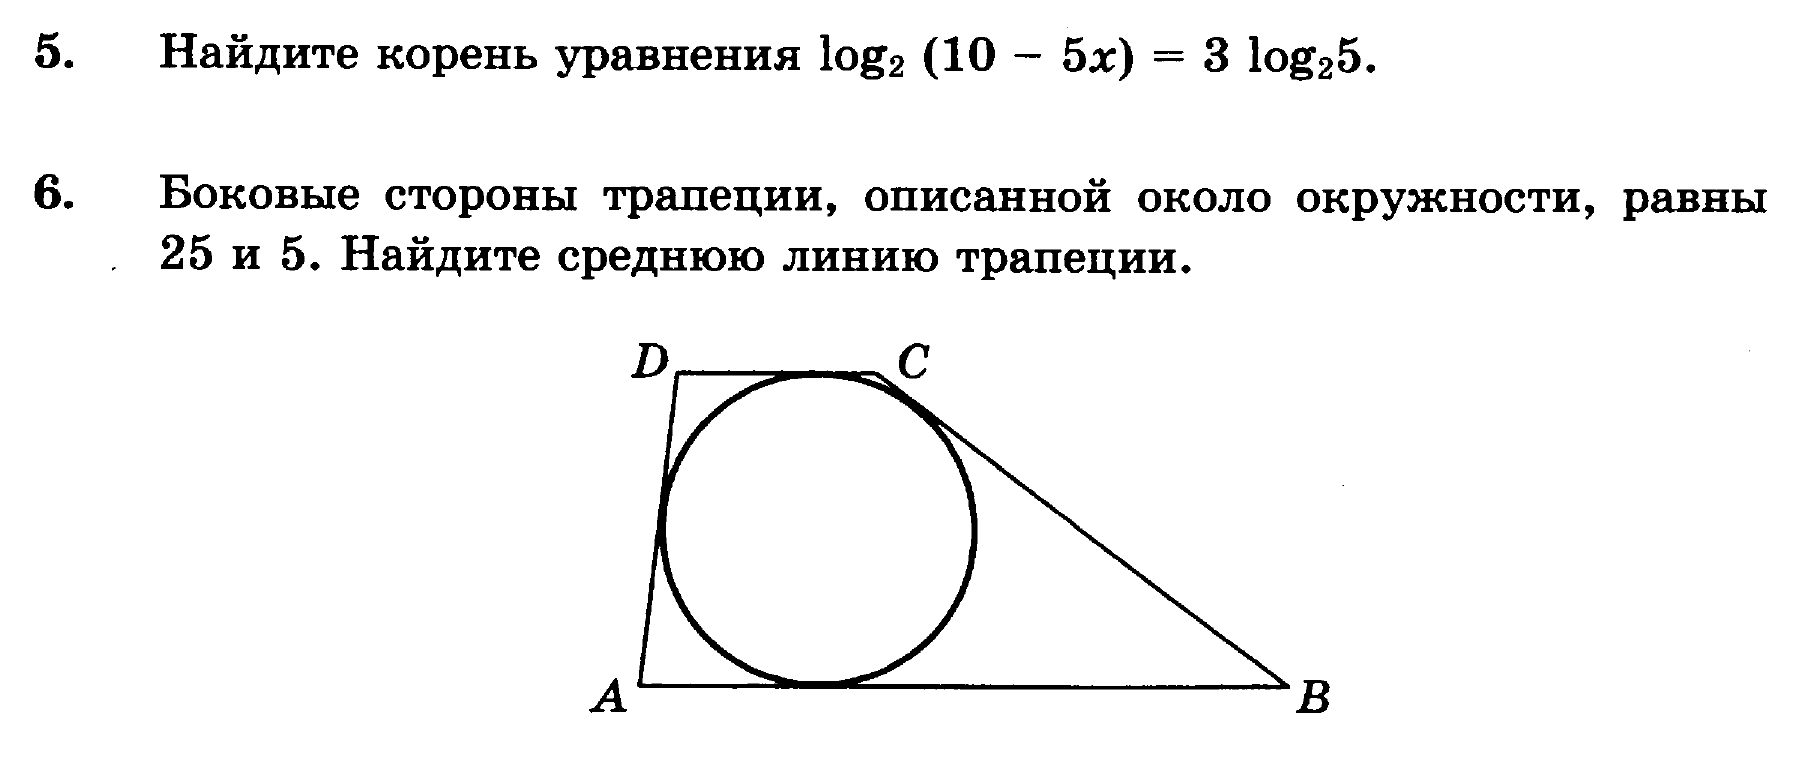 5. Найдите корень уравнения log₂ (10 − 5x) = 3 log₂5.
6. Боковые стороны трапеции, описанной около окружности, равны
25 и 5. Найдите среднюю линию трапеции.
D C
A B